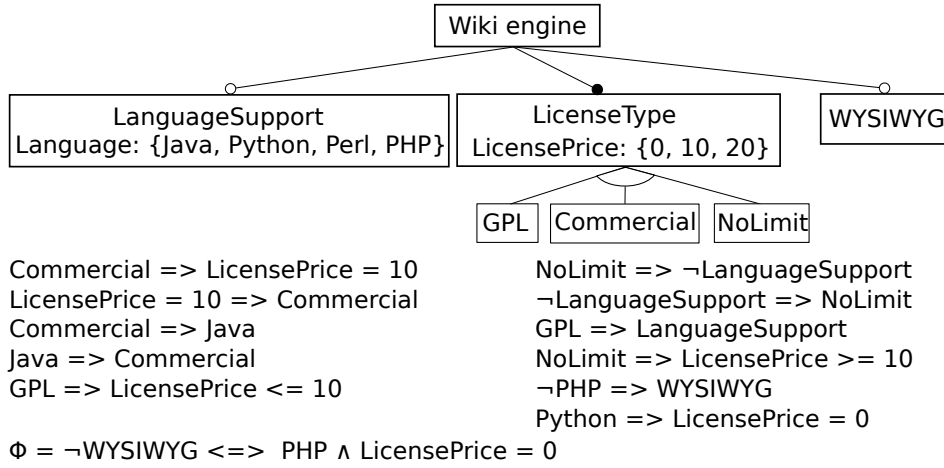 Wiki engine
LanguageSupport
Language: {Java, Python, Perl, PHP}
LicenseType
LicensePrice: {0, 10, 20}
WYSIWYG
GPL
Commercial
NoLimit
Commercial => LicensePrice = 10
LicensePrice = 10 => Commercial
Commercial => Java
Java => Commercial
GPL => LicensePrice <= 10
NoLimit => ¬LanguageSupport
¬LanguageSupport => NoLimit
GPL => LanguageSupport
NoLimit => LicensePrice >= 10
¬PHP => WYSIWYG
Python => LicensePrice = 0
Φ = ¬WYSIWYG <=> PHP ∧ LicensePrice = 0